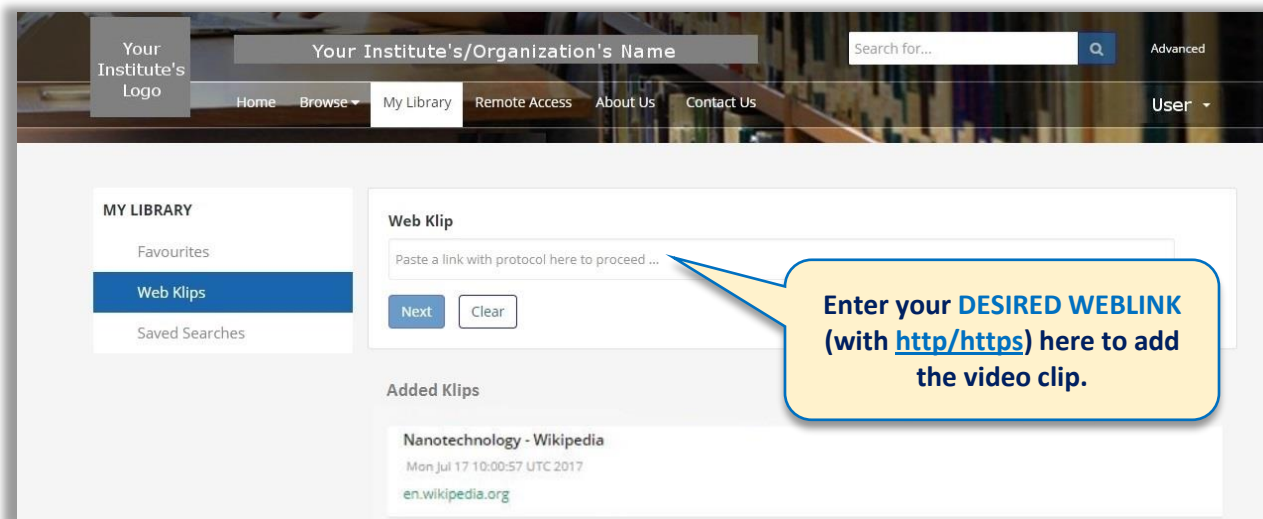 Your
Institute's
Logo
Your Institute's/Organization's Name
Search for...
Advanced
Home Browse My Library Remote Access About Us Contact Us
User
MY LIBRARY
Favourites
Web Klips
Saved Searches
Web Klip
Paste a link with protocol here to proceed ...
Next Clear
Enter your DESIRED WEBLINK
(with http/https) here to add
the video clip.
Added Klips
Nanotechnology - Wikipedia
Mon Jul 17 10:00:57 UTC 2017
en.wikipedia.org